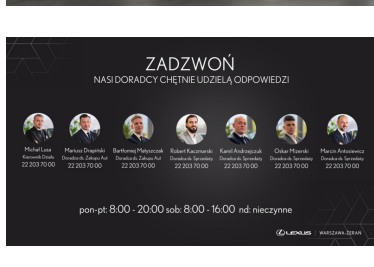 ZADZWOŃ
NASI DORADCY CHĘTNIE UDZIELĄ ODPOWIEDZI
Michał Lusa Mariusz Drapiński Bartłomiej Matyszczak Robert Kaczmarski Kamil Andrzejczuk Oskar Mizerski Marcin Antosiewicz
Kierownik Działu Doradca ds. Zakupu Aut Doradca ds. Zakupu Aut Doradca ds. Sprzedaży Doradca ds. Sprzedaży Doradca ds. Sprzedaży Doradca ds. Sprzedaży
22 203 70 00 22 203 70 00 22 203 70 00 22 203 70 00 22 203 70 00 22 203 70 00 22 203 70 00
pon-pt: 8:00 - 20:00 sob: 8:00 - 16:00 nd: nieczynne
LEXUS WARSZAWA-ŻERAŃ